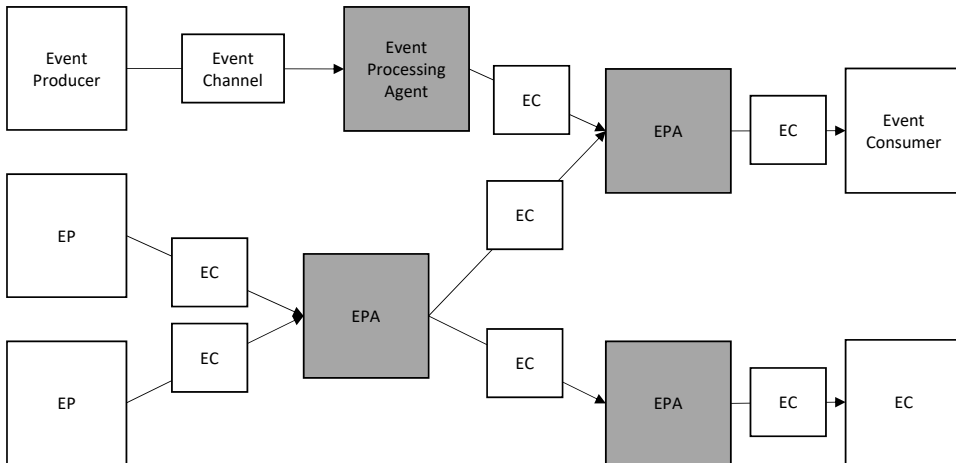 Event
Producer
Event
Channel
Event
Processing
Agent
EC
EPA
EC
Event
Consumer
EP
EC
EC
EPA
EP
EC
EC
EPA
EC
EC